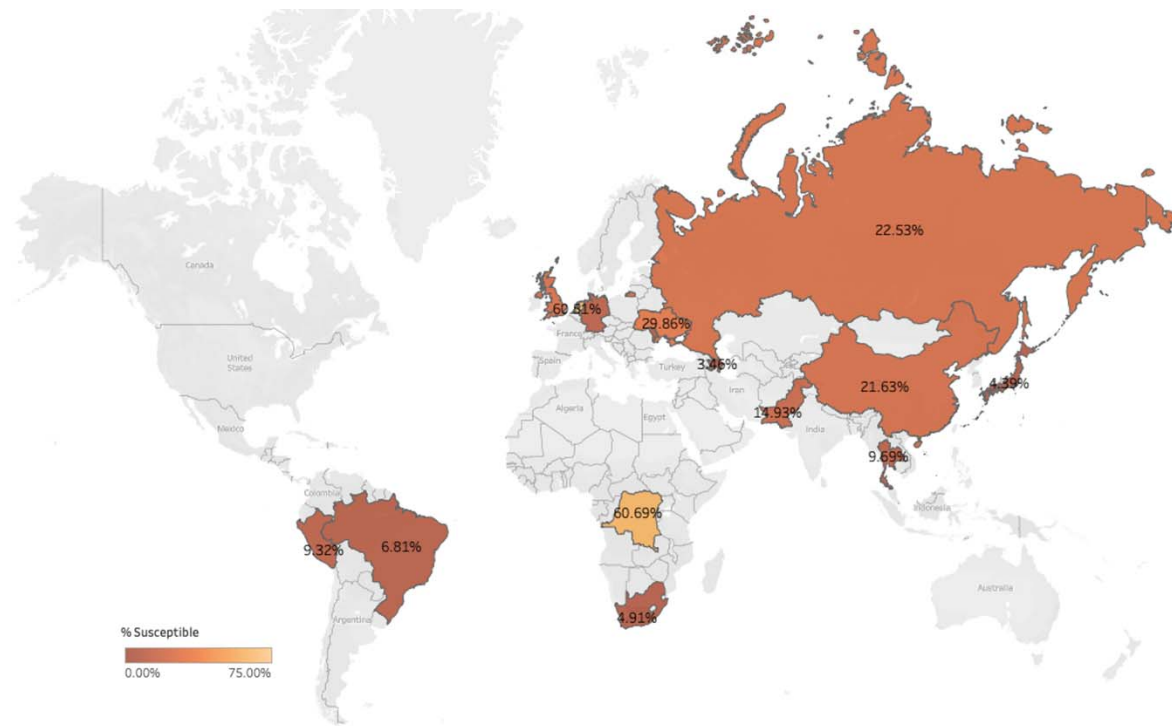 22.53%
Canada
29.86%
France
United
States
Spain
Turkey
3.46%
21.63%
4.39%
Iran
Algeria
Egypt
14.93%
Mexico
India
9.69%
Colombia
60.69%
Indonesia
9.32%
6.81%
Australia
4.91%
Argentina
% Susceptible
0.00%
75.00%